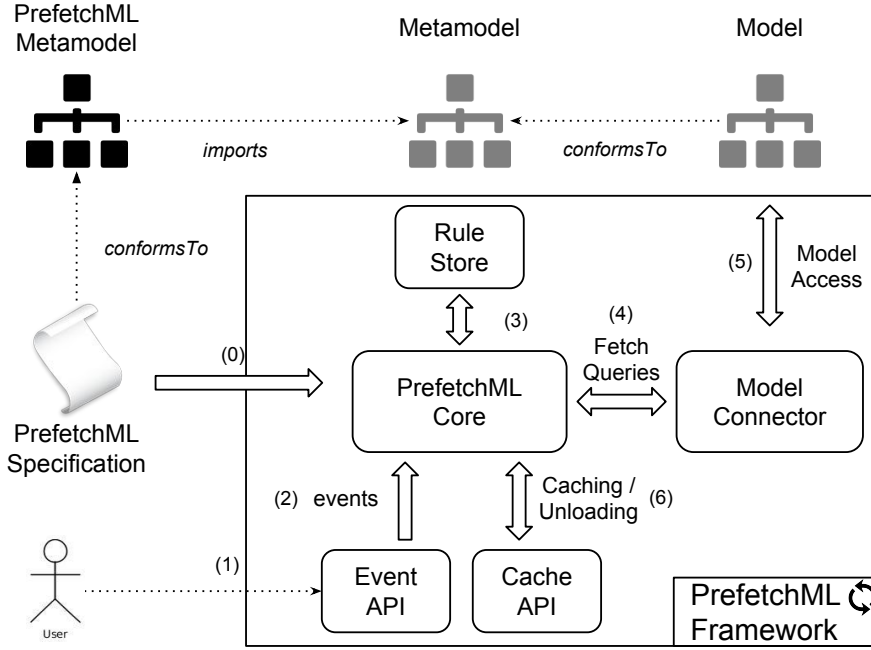 PrefetchML
Metamodel
Metamodel
Model
imports
conformsTo
conformsTo
Rule
Store
(5)
Model
Access
(3)
(4)
Fetch
Queries
(0)
PrefetchML
Core
Model
Connector
PrefetchML
Specification
(2) events
Caching /
Unloading
(6)
(1)
Event
API
Cache
API
User
PrefetchML
Framework